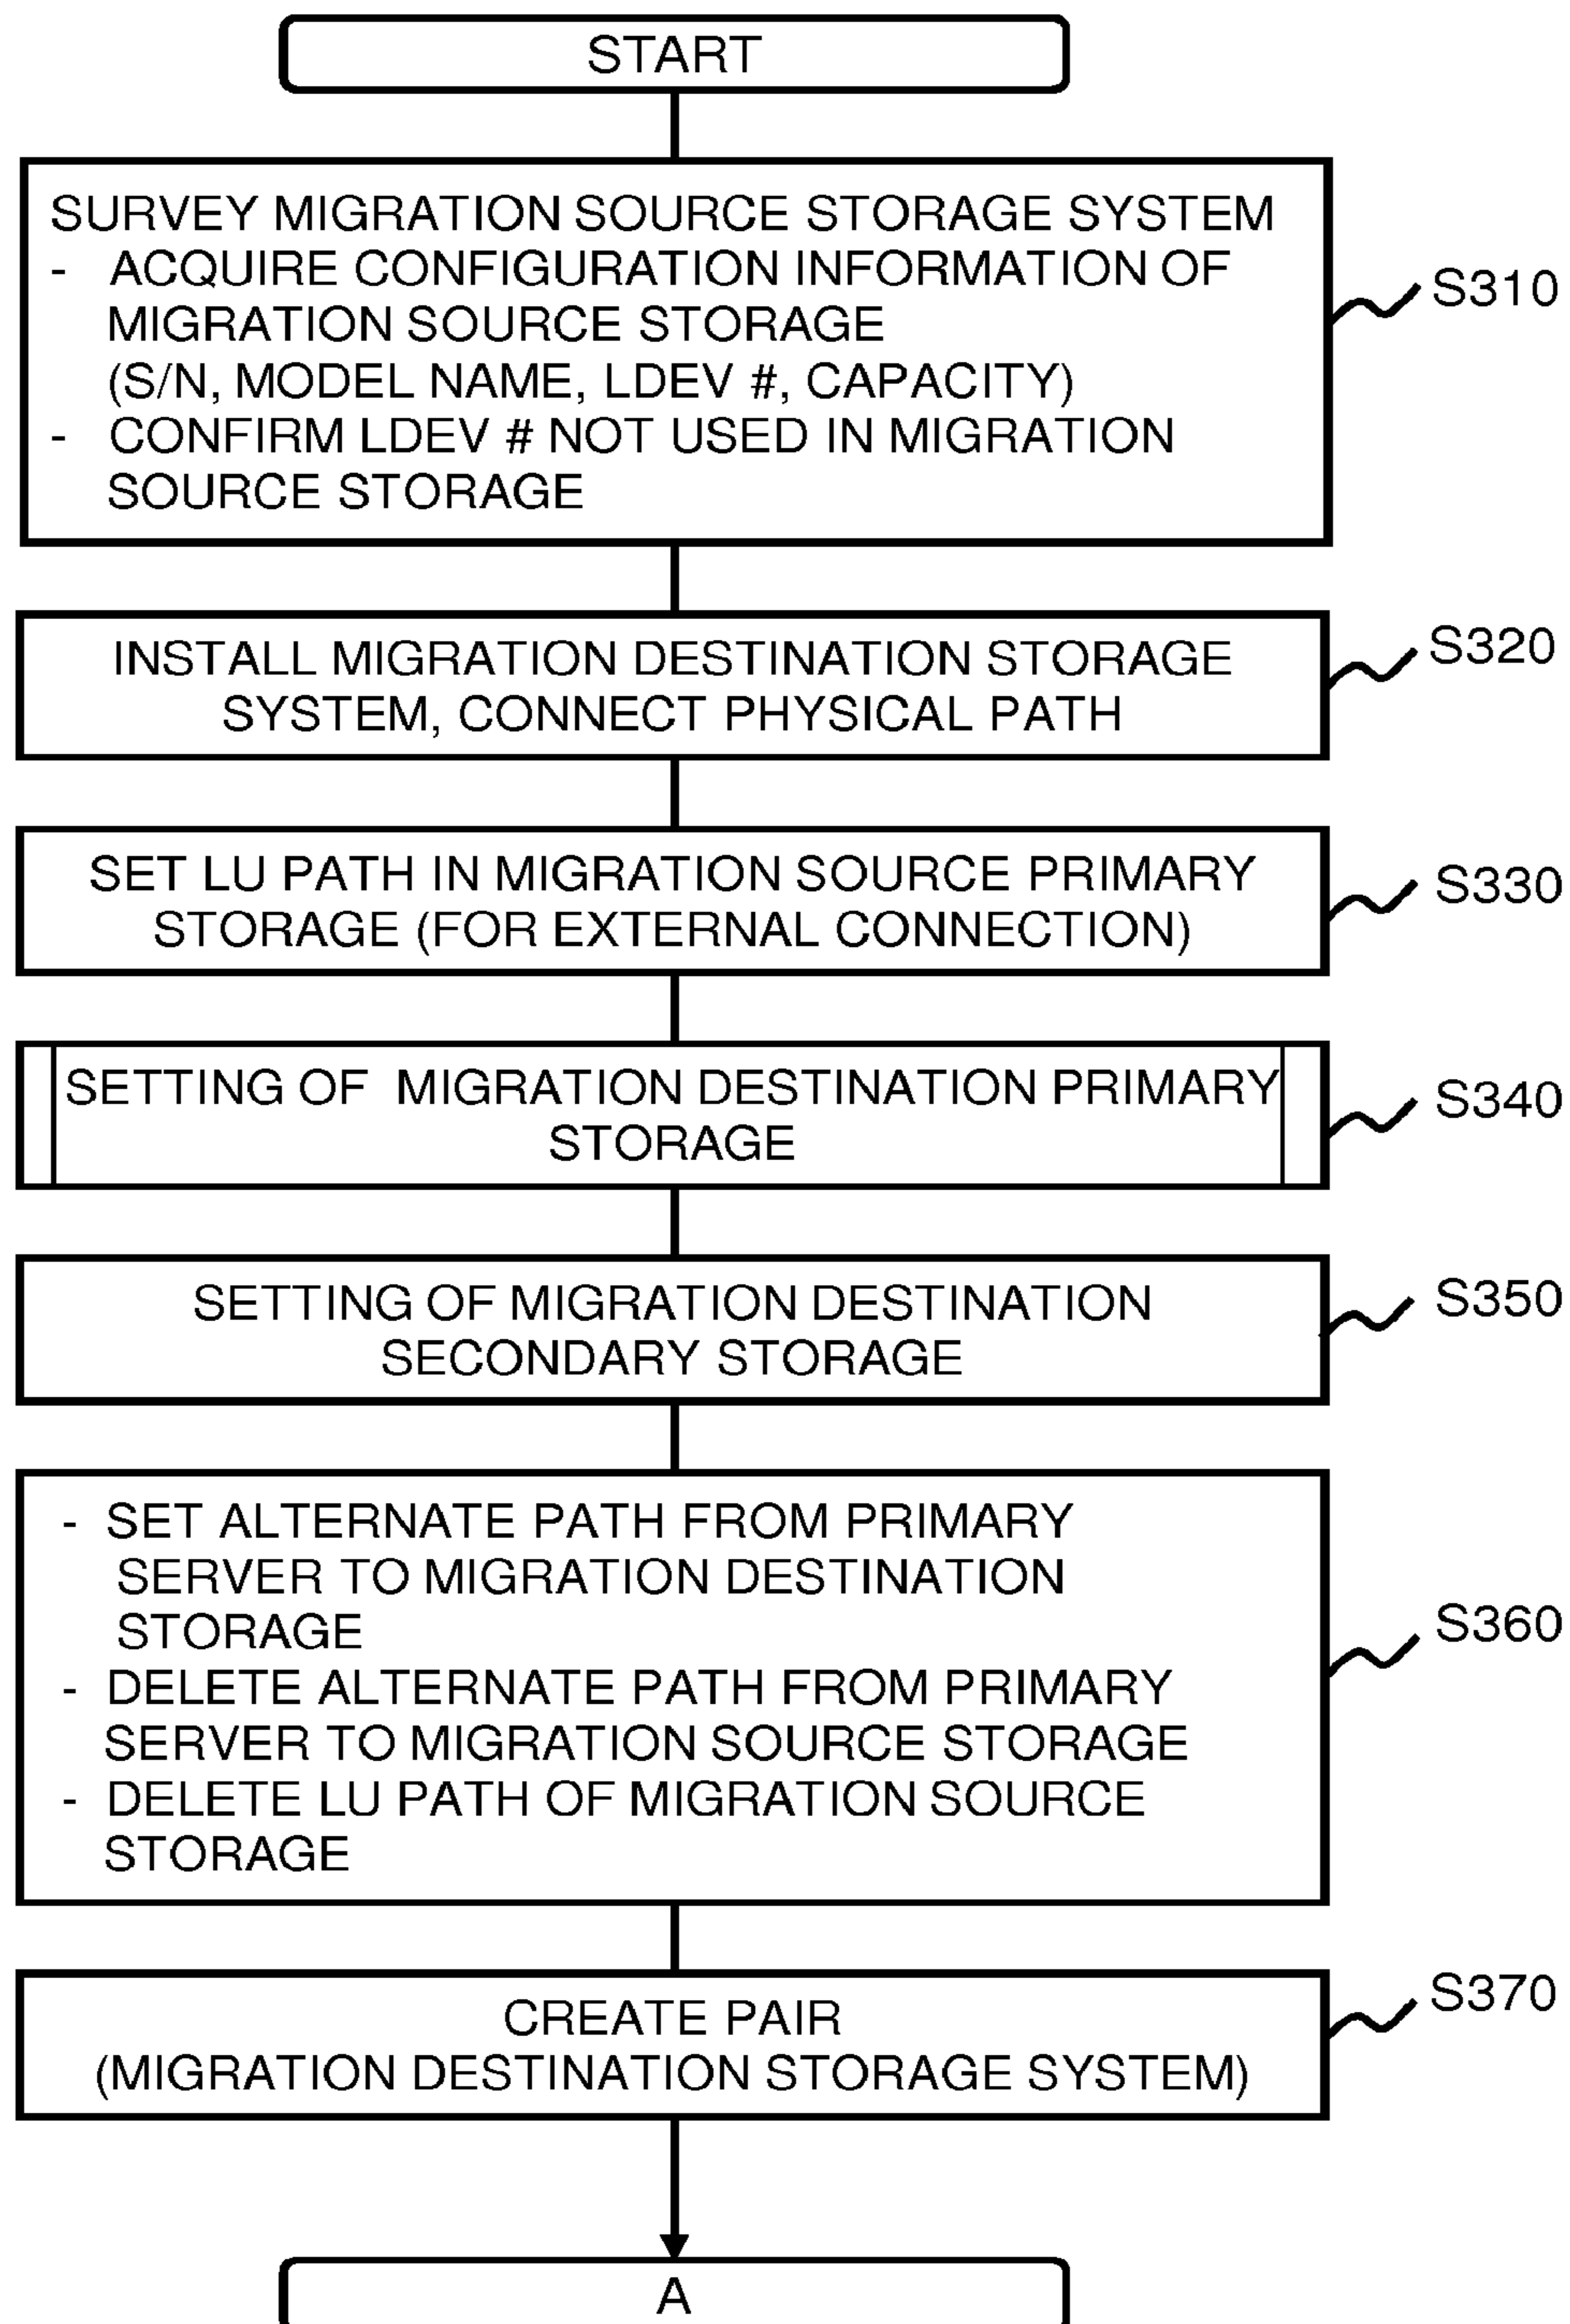 START
SURVEY MIGRATION SOURCE STORAGE SYSTEM
- ACQUIRE CONFIGURATION INFORMATION OF
MIGRATION SOURCE STORAGE
(S/N, MODEL NAME, LDEV #, CAPACITY)
- CONFIRM LDEV # NOT USED IN MIGRATION
SOURCE STORAGE
S310
INSTALL MIGRATION DESTINATION STORAGE
SYSTEM, CONNECT PHYSICAL PATH
S320
SET LU PATH IN MIGRATION SOURCE PRIMARY
STORAGE (FOR EXTERNAL CONNECTION)
S330
SETTING OF MIGRATION DESTINATION PRIMARY
STORAGE
S340
SETTING OF MIGRATION DESTINATION
SECONDARY STORAGE
S350
- SET ALTERNATE PATH FROM PRIMARY
SERVER TO MIGRATION DESTINATION
STORAGE
- DELETE ALTERNATE PATH FROM PRIMARY
SERVER TO MIGRATION SOURCE STORAGE
- DELETE LU PATH OF MIGRATION SOURCE
STORAGE
S360
CREATE PAIR
(MIGRATION DESTINATION STORAGE SYSTEM)
S370
A